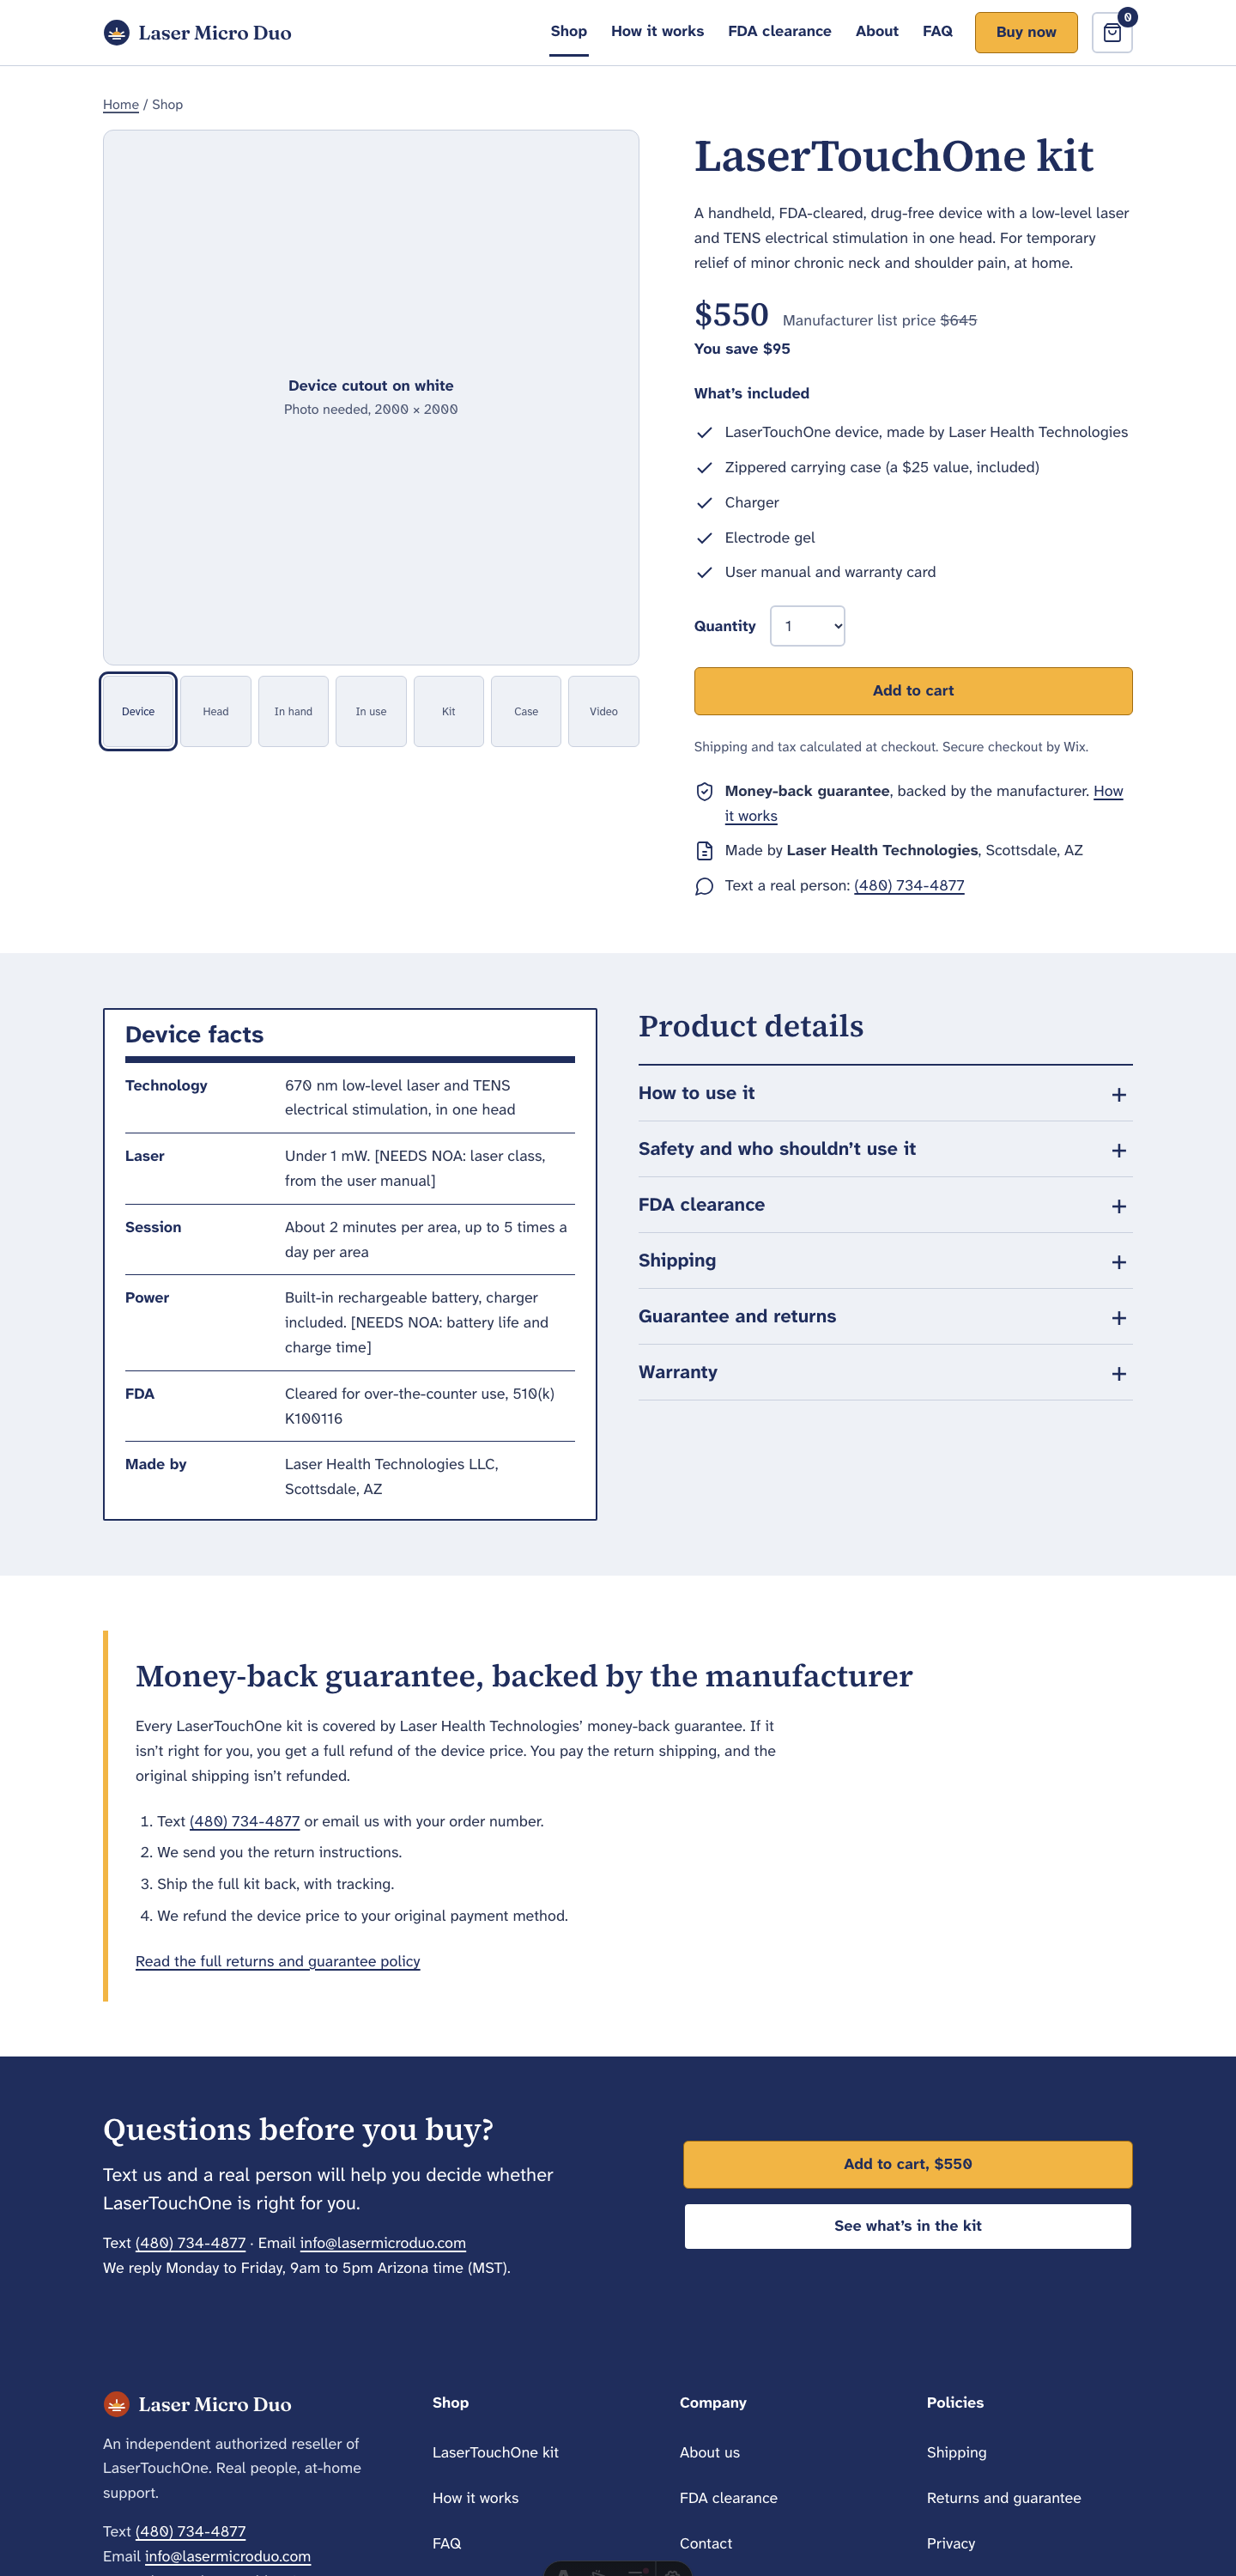 Laser Micro Duo
Shop
How it works
FDA clearance
About
FAQ
Buy now
0
Home / Shop
Device cutout on white
Photo needed, 2000 × 2000
Device
Head
In hand
In use
Kit
Case
Video
LaserTouchOne kit
A handheld, FDA-cleared, drug-free device with a low-level laser
and TENS electrical stimulation in one head. For temporary
relief of minor chronic neck and shoulder pain, at home.
$550 Manufacturer list price $645
You save $95
What’s included
LaserTouchOne device, made by Laser Health Technologies
Zippered carrying case (a $25 value, included)
Charger
Electrode gel
User manual and warranty card
Quantity 1
Add to cart
Shipping and tax calculated at checkout. Secure checkout by Wix.
Money-back guarantee, backed by the manufacturer. How
it works
Made by Laser Health Technologies, Scottsdale, AZ
Text a real person: (480) 734-4877
Device facts
Technology
670 nm low-level laser and TENS
electrical stimulation, in one head
Laser
Under 1 mW. [NEEDS NOA: laser class,
from the user manual]
Session
About 2 minutes per area, up to 5 times a
day per area
Power
Built-in rechargeable battery, charger
included. [NEEDS NOA: battery life and
charge time]
FDA
Cleared for over-the-counter use, 510(k)
K100116
Made by
Laser Health Technologies LLC,
Scottsdale, AZ
Product details
How to use it
Safety and who shouldn’t use it
FDA clearance
Shipping
Guarantee and returns
Warranty
Money-back guarantee, backed by the manufacturer
Every LaserTouchOne kit is covered by Laser Health Technologies’ money-back guarantee. If it
isn’t right for you, you get a full refund of the device price. You pay the return shipping, and the
original shipping isn’t refunded.
1. Text (480) 734-4877 or email us with your order number.
2. We send you the return instructions.
3. Ship the full kit back, with tracking.
4. We refund the device price to your original payment method.
Read the full returns and guarantee policy
Questions before you buy?
Text us and a real person will help you decide whether
LaserTouchOne is right for you.
Text (480) 734-4877 · Email info@lasermicroduo.com
We reply Monday to Friday, 9am to 5pm Arizona time (MST).
Add to cart, $550
See what’s in the kit
Laser Micro Duo
An independent authorized reseller of
LaserTouchOne. Real people, at-home
support.
Text (480) 734-4877
Email info@lasermicroduo.com
Shop
LaserTouchOne kit
How it works
FAQ
Company
About us
FDA clearance
Contact
Policies
Shipping
Returns and guarantee
Privacy